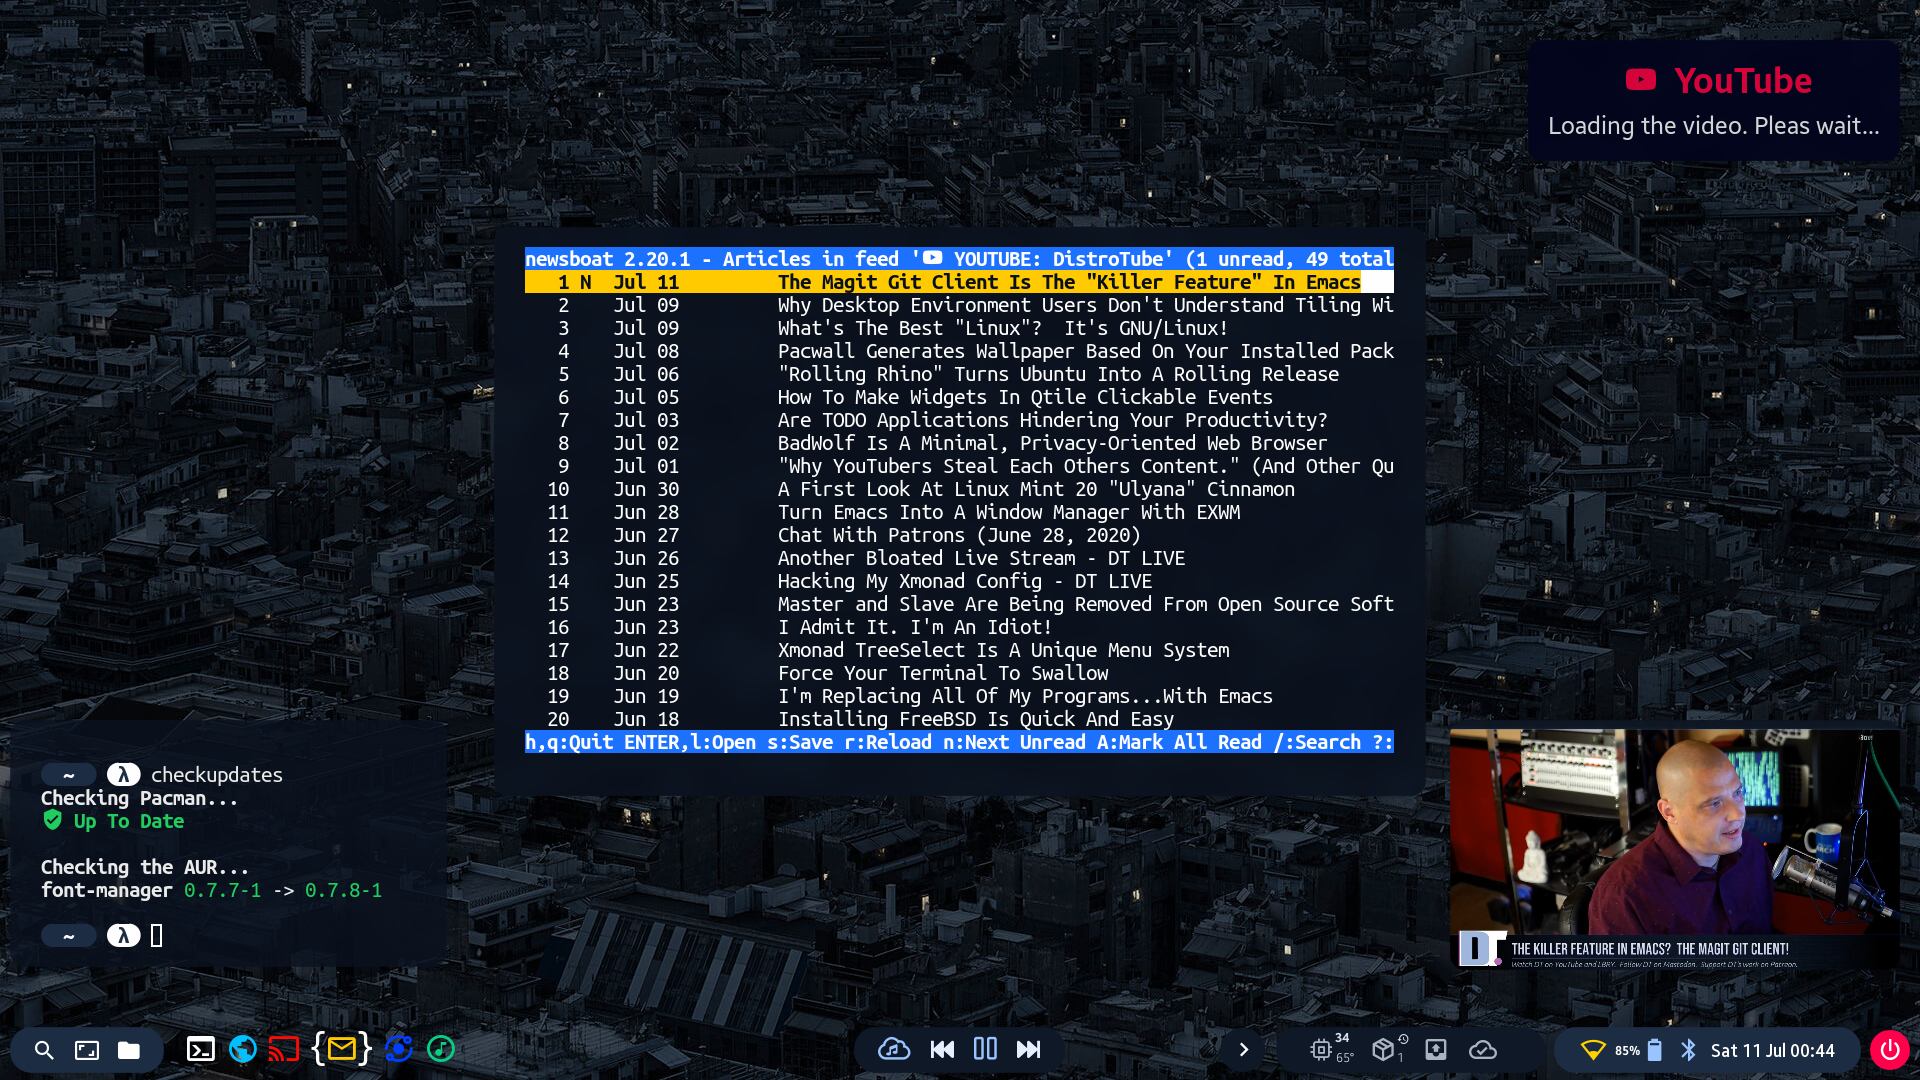 YouTube
Loading the video. Pleas wait...
newsboat 2.20.1 - Articles in feed ' YOUTUBE: DistroTube' (1 unread, 49 total
1 N Jul 11 The Magit Git Client Is The "Killer Feature" In Emacs
2 Jul 09 Why Desktop Environment Users Don't Understand Tiling Wi
3 Jul 09 What's The Best "Linux"?  It's GNU/Linux!
4 Jul 08 Pacwall Generates Wallpaper Based On Your Installed Pack
5 Jul 06 "Rolling Rhino" Turns Ubuntu Into A Rolling Release
6 Jul 05 How To Make Widgets In Qtile Clickable Events
7 Jul 03 Are TODO Applications Hindering Your Productivity?
8 Jul 02 BadWolf Is A Minimal, Privacy-Oriented Web Browser
9 Jul 01 "Why YouTubers Steal Each Others Content." (And Other Qu
10 Jun 30 A First Look At Linux Mint 20 "Ulyana" Cinnamon
11 Jun 28 Turn Emacs Into A Window Manager With EXWM
12 Jun 27 Chat With Patrons (June 28, 2020)
13 Jun 26 Another Bloated Live Stream - DT LIVE
14 Jun 25 Hacking My Xmonad Config - DT LIVE
15 Jun 23 Master and Slave Are Being Removed From Open Source Soft
16 Jun 23 I Admit It. I'm An Idiot!
17 Jun 22 Xmonad TreeSelect Is A Unique Menu System
18 Jun 20 Force Your Terminal To Swallow
19 Jun 19 I'm Replacing All Of My Programs...With Emacs
20 Jun 18 Installing FreeBSD Is Quick And Easy
h,q:Quit ENTER,l:Open s:Save r:Reload n:Next Unread A:Mark All Read /:Search ?:
~ λ checkupdates
Checking Pacman...
Up To Date
Checking the AUR...
font-manager 0.7.7-1 -> 0.7.8-1
~ λ
DT THE KILLER FEATURE IN EMACS? THE MAGIT GIT CLIENT!
Watch DT on YouTube and LBRY. Follow DT on Mastodon. Support DT's work on Patreon.
34
65°
1
85%
Sat 11 Jul 00:44